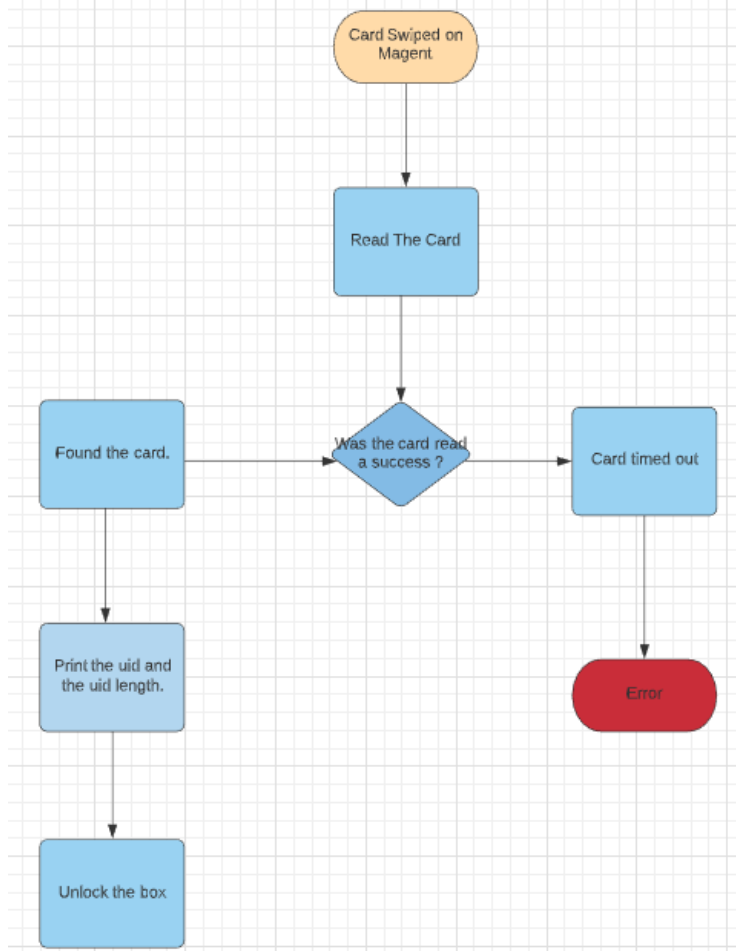 Card Swiped on
Magent
Read The Card
Was the card read
a success ?
Found the card.
Card timed out
Print the uid and
the uid length.
Error
Unlock the box